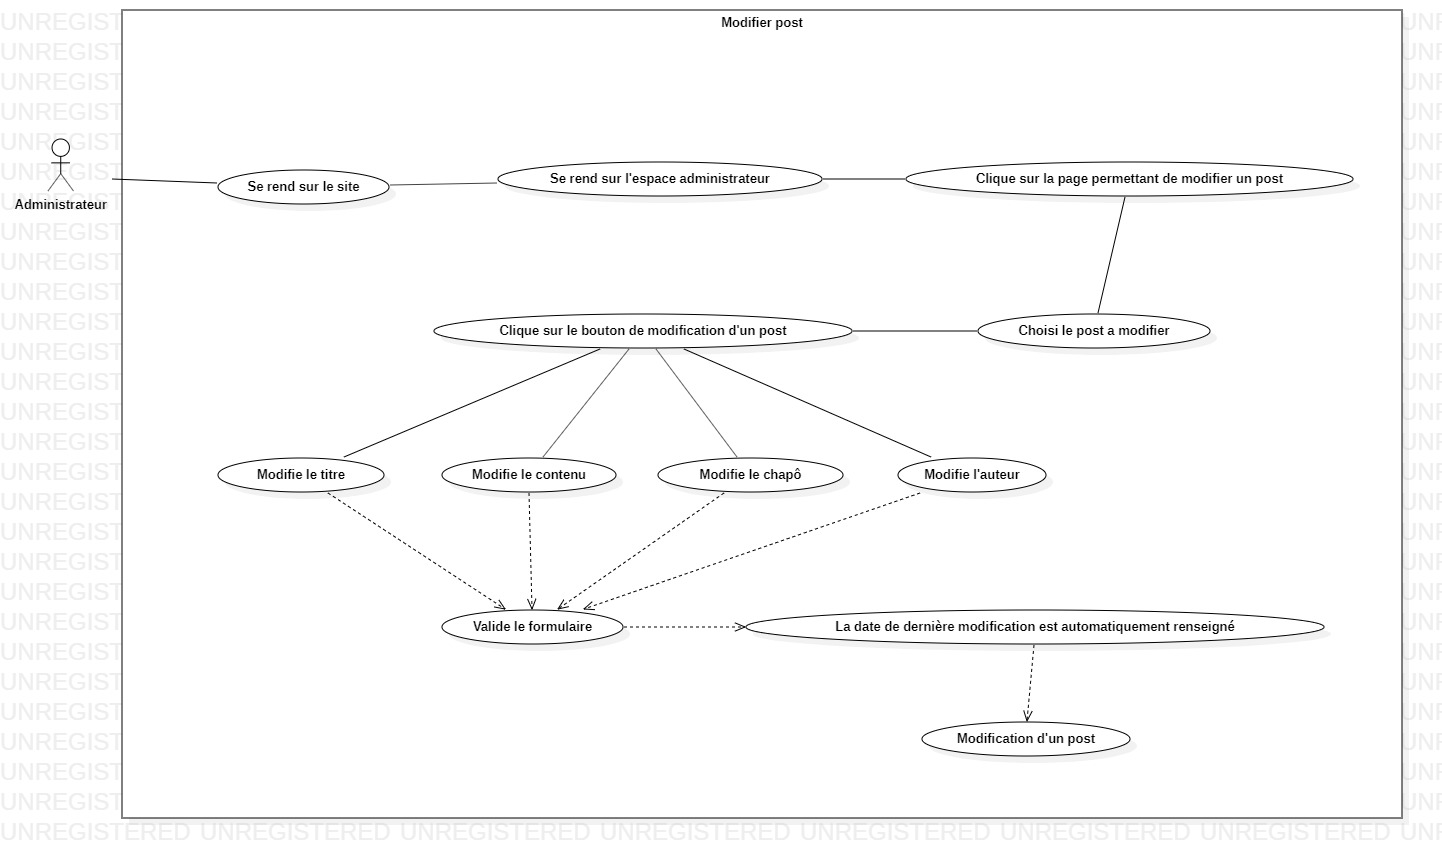 Modifier post
Administrateur
Se rend sur le site
Se rend sur l'espace administrateur
Clique sur la page permettant de modifier un post
Clique sur le bouton de modification d'un post
Choisi le post a modifier
Modifie le titre
Modifie le contenu
Modifie le chapô
Modifie l'auteur
Valide le formulaire
La date de dernière modification est automatiquement renseigné
Modification d'un post
UNREGISTERED UNREGISTERED UNREGISTERED UNREGISTERED UNREGISTERED UNREGISTERED UNREGISTERED